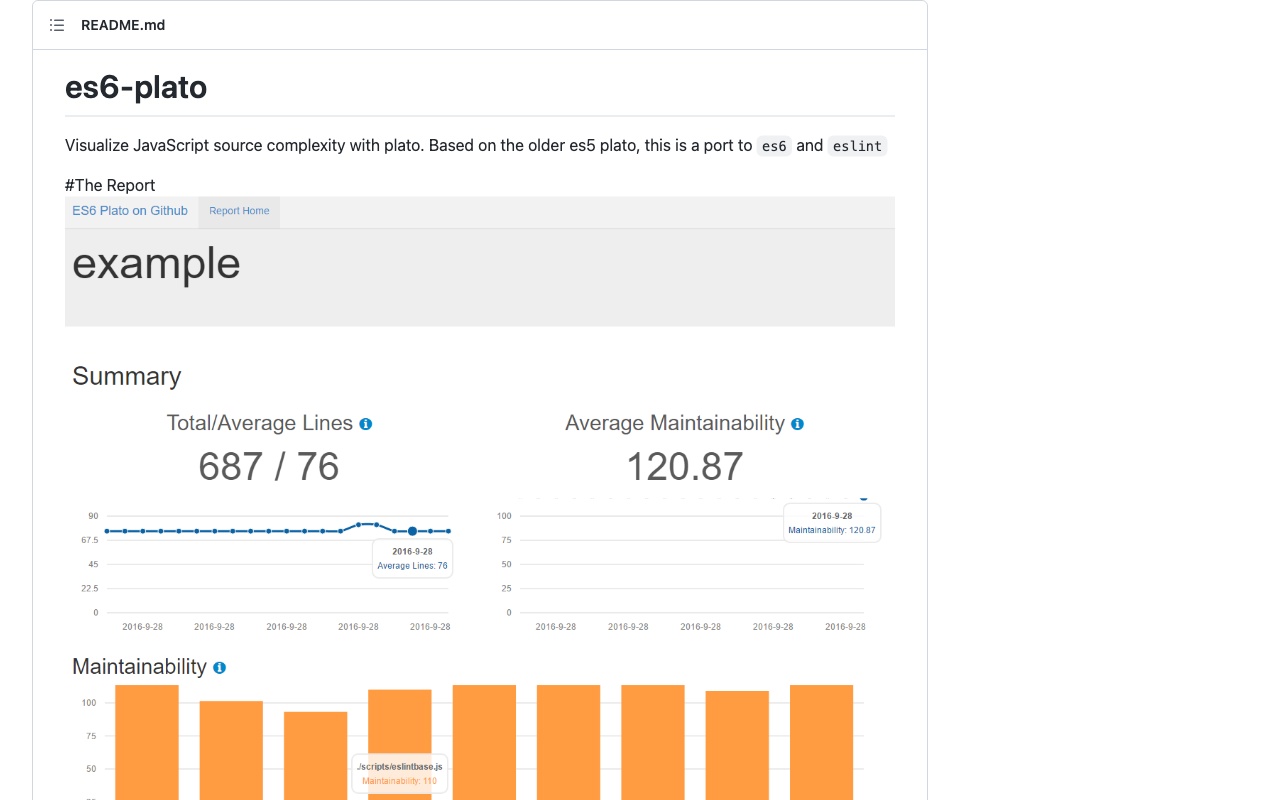 README.md
es6-plato
Visualize JavaScript source complexity with plato. Based on the older es5 plato, this is a port to es6 and eslint
#The Report
ES6 Plato on Github Report Home
example
Summary
Total/Average Lines
687 / 76
90
67.5
45
22.5
0
2016-9-28
Average Lines: 76
2016-9-28 2016-9-28 2016-9-28 2016-9-28 2016-9-28
Average Maintainability
120.87
100
75
50
25
0
2016-9-28
Maintainability: 120.87
2016-9-28 2016-9-28 2016-9-28 2016-9-28 2016-9-28
Maintainability
100
75
50
./scripts/eslintbase.js
Maintainability: 110